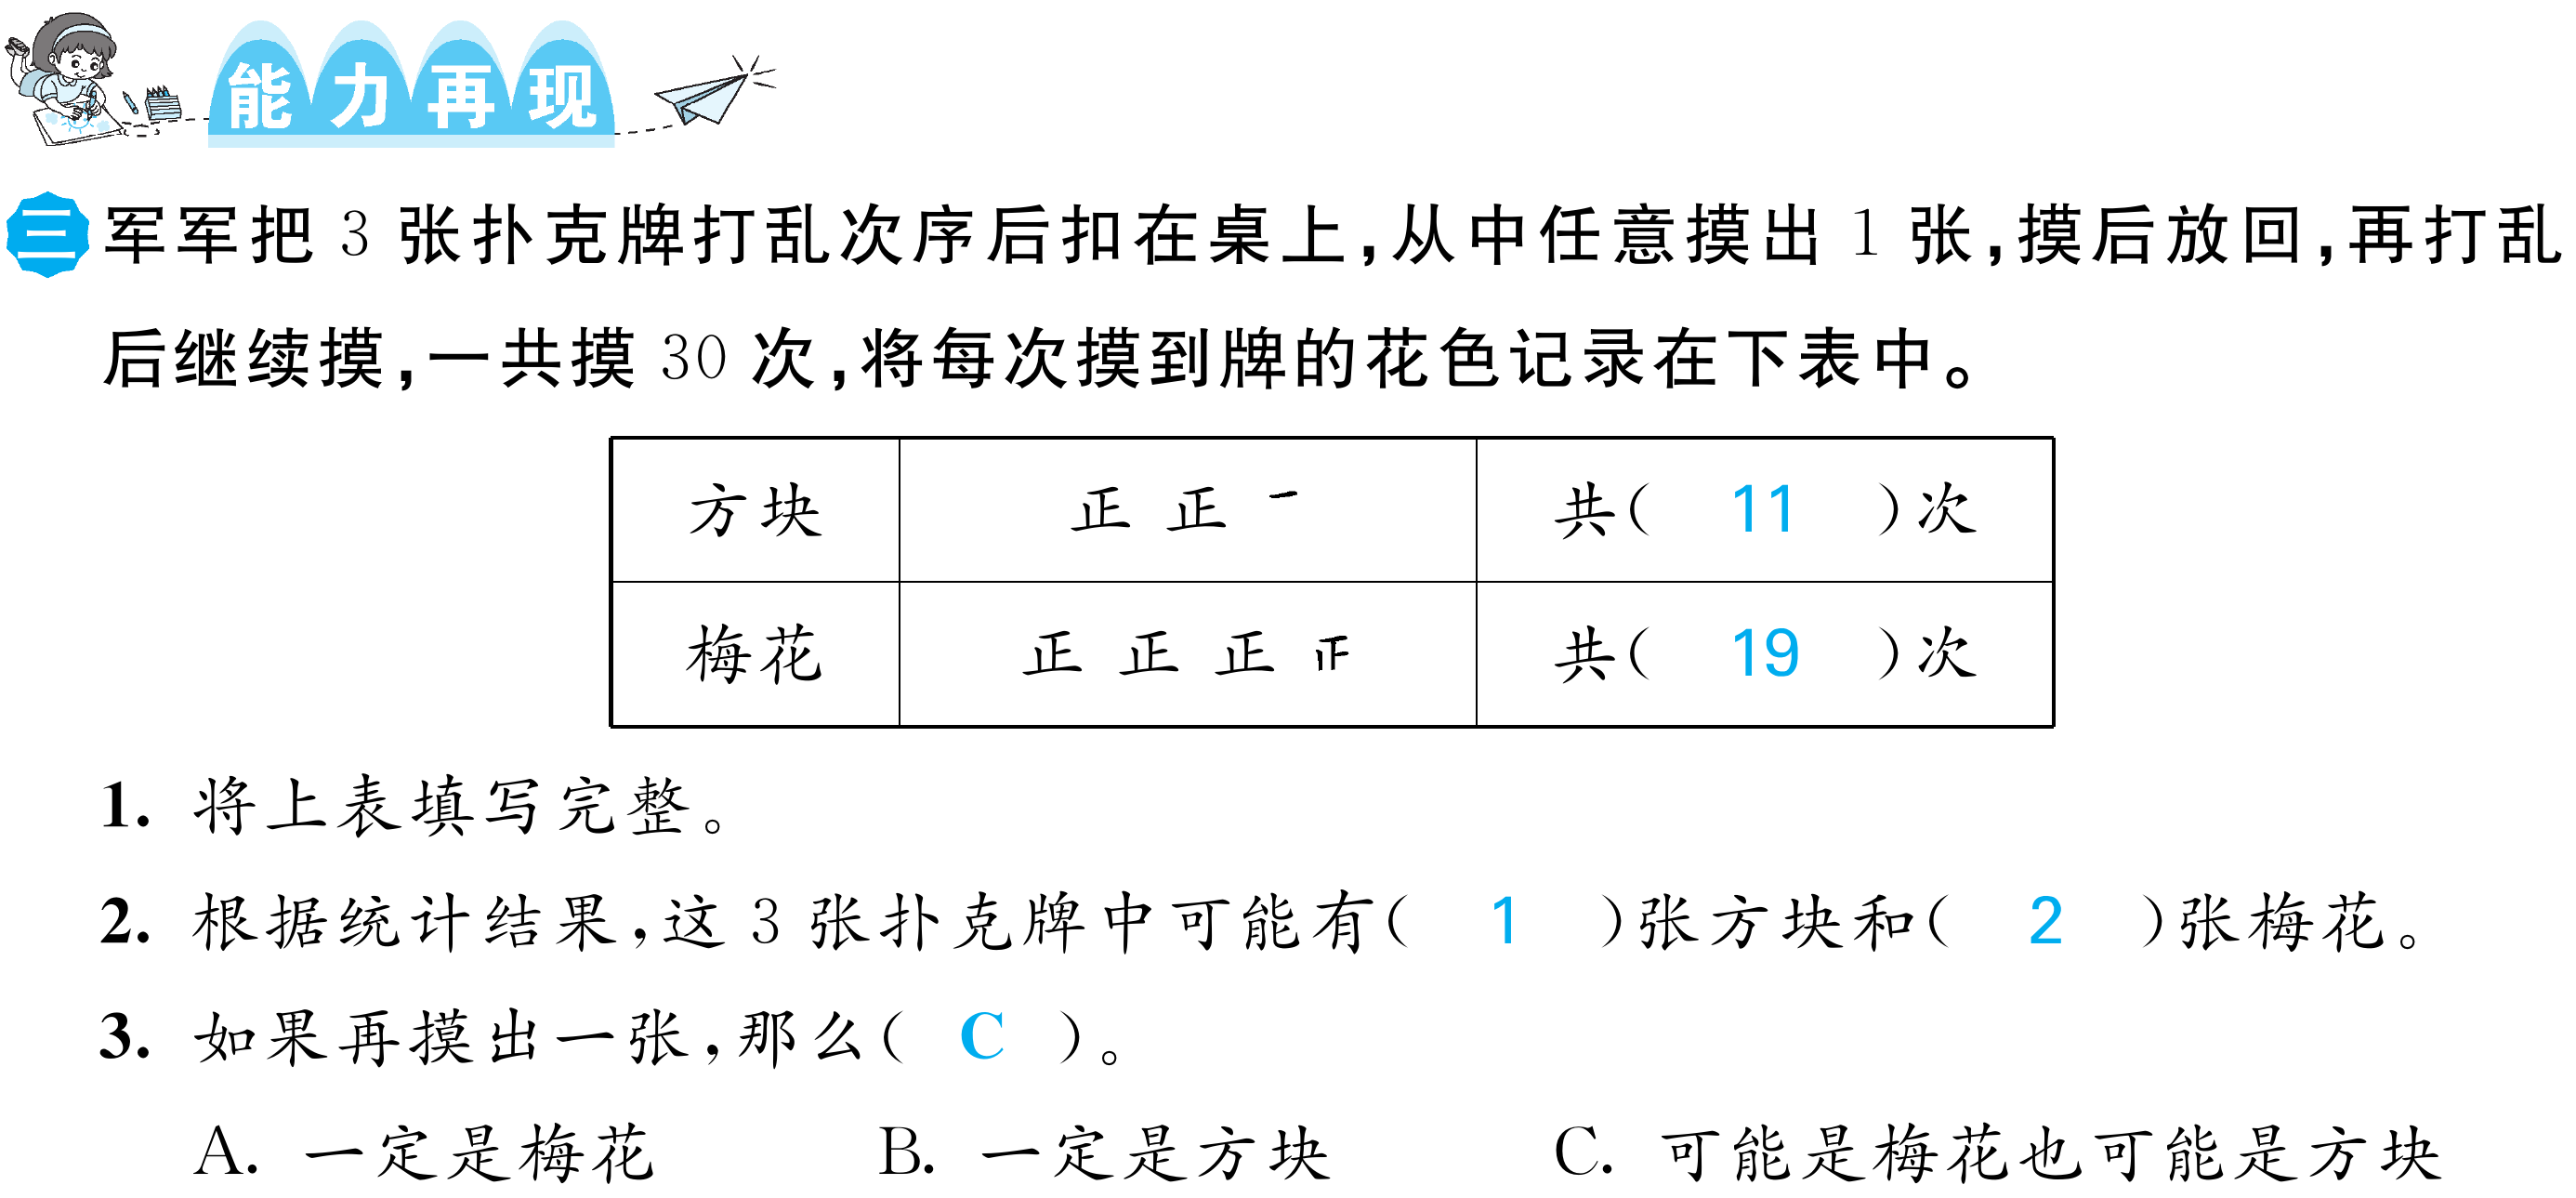 能力再现
三 军军把 3 张扑克牌打乱次序后扣在桌上,从中任意摸出 1 张,摸后放回,再打乱
后继续摸,一共摸 30 次,将每次摸到牌的花色记录在下表中。
方块 正 正 一 共( 11 )次
梅花 正 正 正 𤴓 共( 19 )次
1. 将上表填写完整。
2. 根据统计结果,这 3 张扑克牌中可能有( 1 )张方块和( 2 )张梅花。
3. 如果再摸出一张,那么( C )。
A. 一定是梅花 B. 一定是方块 C. 可能是梅花也可能是方块